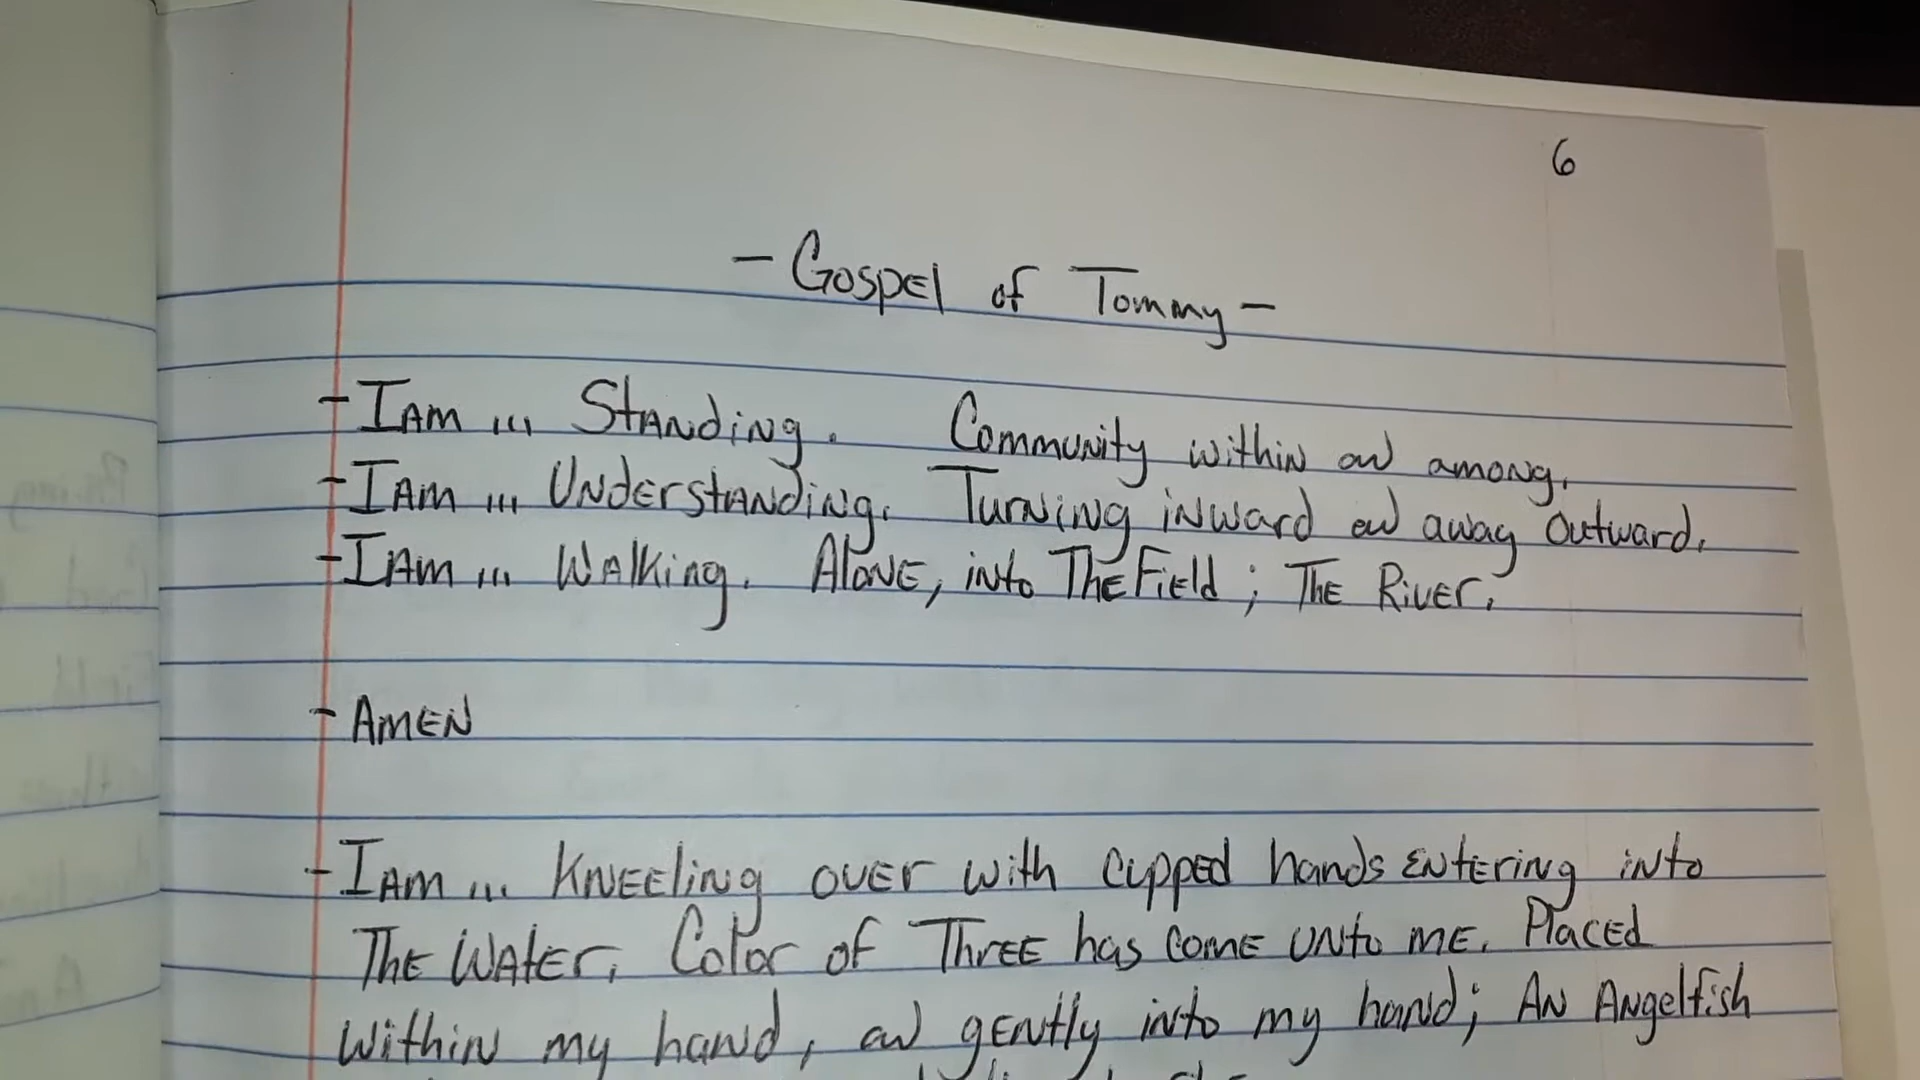 6
- Gospel of Tommy -
- I AM ... Standing. Community within and among.
- I AM ... Understanding. Turning inward and away outward.
- I AM ... Walking. Alone, into The Field ; The River.
- AMEN
- I AM ... Kneeling over with cupped hands entering into
The Water. Color of Three has come unto me. Placed
within my hand, and gently into my hand; An Angelfish